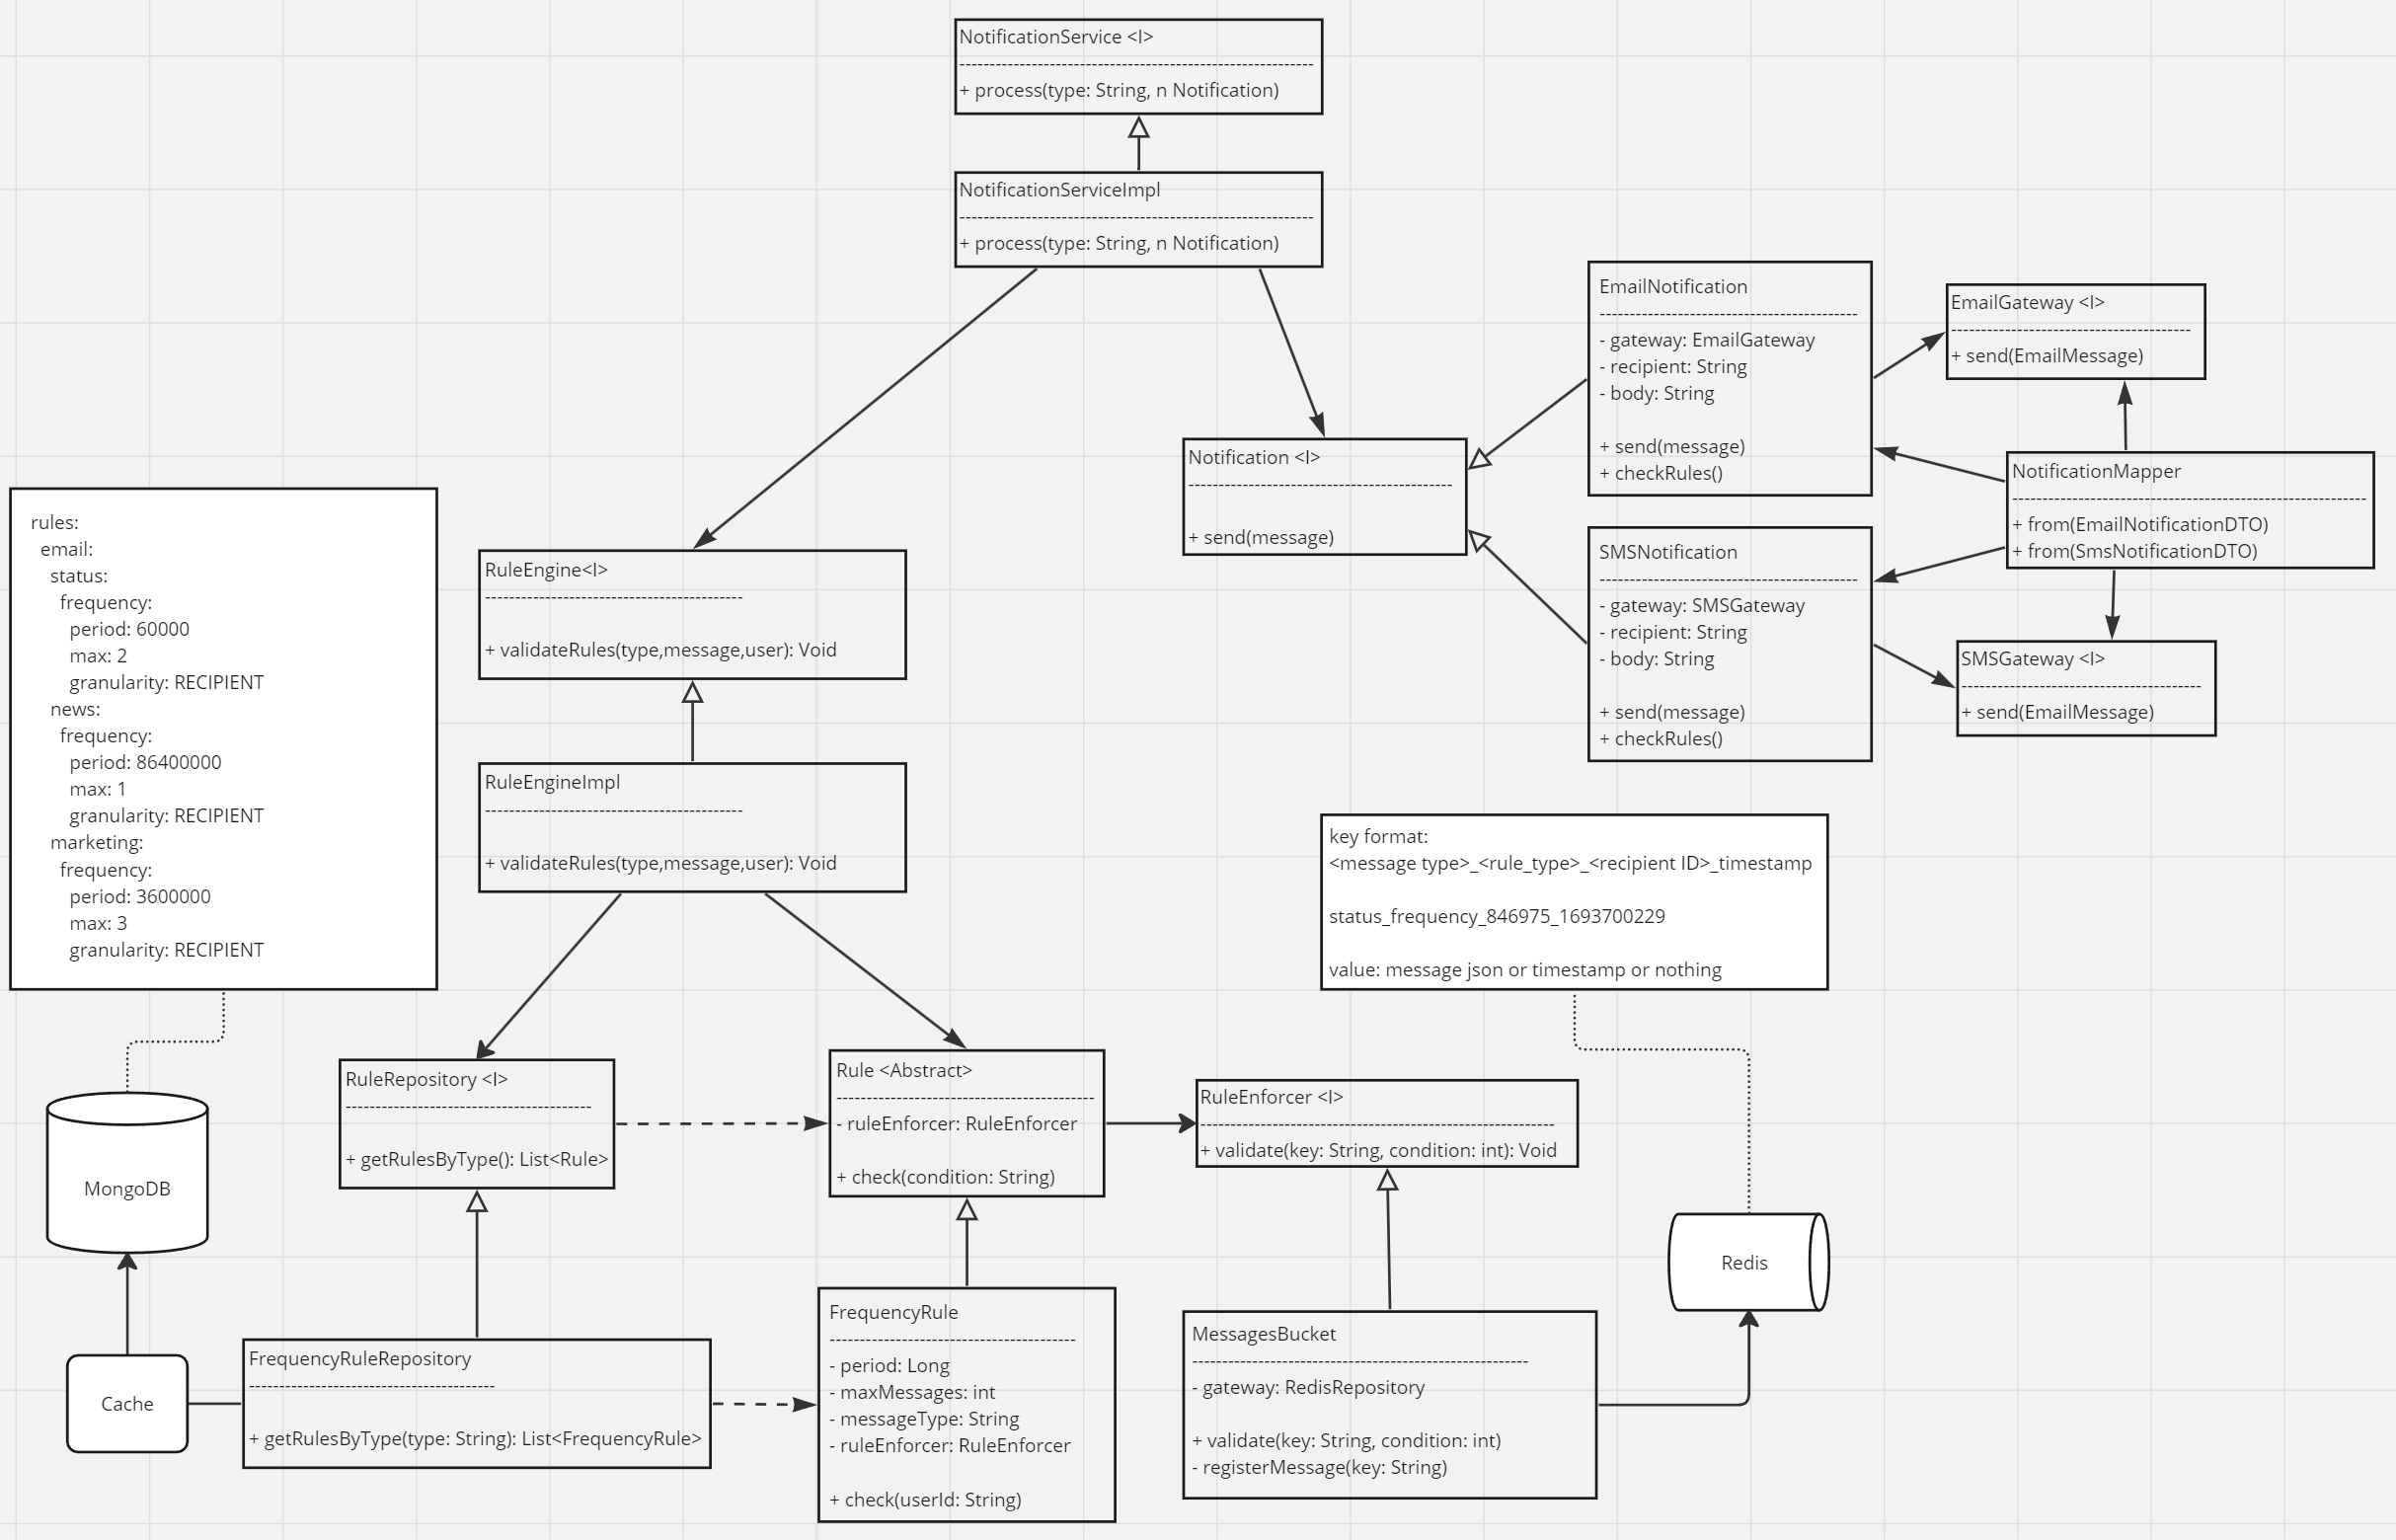 NotificationService <I>
------------------------------------------------------------
+ process(type: String, n Notification)
NotificationServiceImpl
------------------------------------------------------------
+ process(type: String, n Notification)
EmailNotification
-------------------------------------------
- gateway: EmailGateway
- recipient: String
- body: String
+ send(message)
+ checkRules()
EmailGateway <I>
----------------------------------------
+ send(EmailMessage)
Notification <I>
--------------------------------------------
+ send(message)
NotificationMapper
------------------------------------------------------------
+ from(EmailNotificationDTO)
+ from(SmsNotificationDTO)
SMSNotification
-------------------------------------------
- gateway: SMSGateway
- recipient: String
- body: String
+ send(message)
+ checkRules()
SMSGateway <I>
----------------------------------------
+ send(EmailMessage)
rules:
email:
status:
frequency:
period: 60000
max: 2
granularity: RECIPIENT
news:
frequency:
period: 86400000
max: 1
granularity: RECIPIENT
marketing:
frequency:
period: 3600000
max: 3
granularity: RECIPIENT
RuleEngine<I>
-------------------------------------------
+ validateRules(type,message,user): Void
RuleEngineImpl
-------------------------------------------
+ validateRules(type,message,user): Void
key format:
<message type>_<rule_type>_<recipient ID>_timestamp
status_frequency_846975_1693700229
value: message json or timestamp or nothing
MongoDB
RuleRepository <I>
-----------------------------------------
+ getRulesByType(): List<Rule>
Rule <Abstract>
-------------------------------------------
- ruleEnforcer: RuleEnforcer
+ check(condition: String)
RuleEnforcer <I>
------------------------------------------------------------
+ validate(key: String, condition: int): Void
Redis
Cache
FrequencyRuleRepository
-----------------------------------------
+ getRulesByType(type: String): List<FrequencyRule>
FrequencyRule
-----------------------------------------
- period: Long
- maxMessages: int
- messageType: String
- ruleEnforcer: RuleEnforcer
+ check(userId: String)
MessagesBucket
--------------------------------------------------------
- gateway: RedisRepository
+ validate(key: String, condition: int)
- registerMessage(key: String)